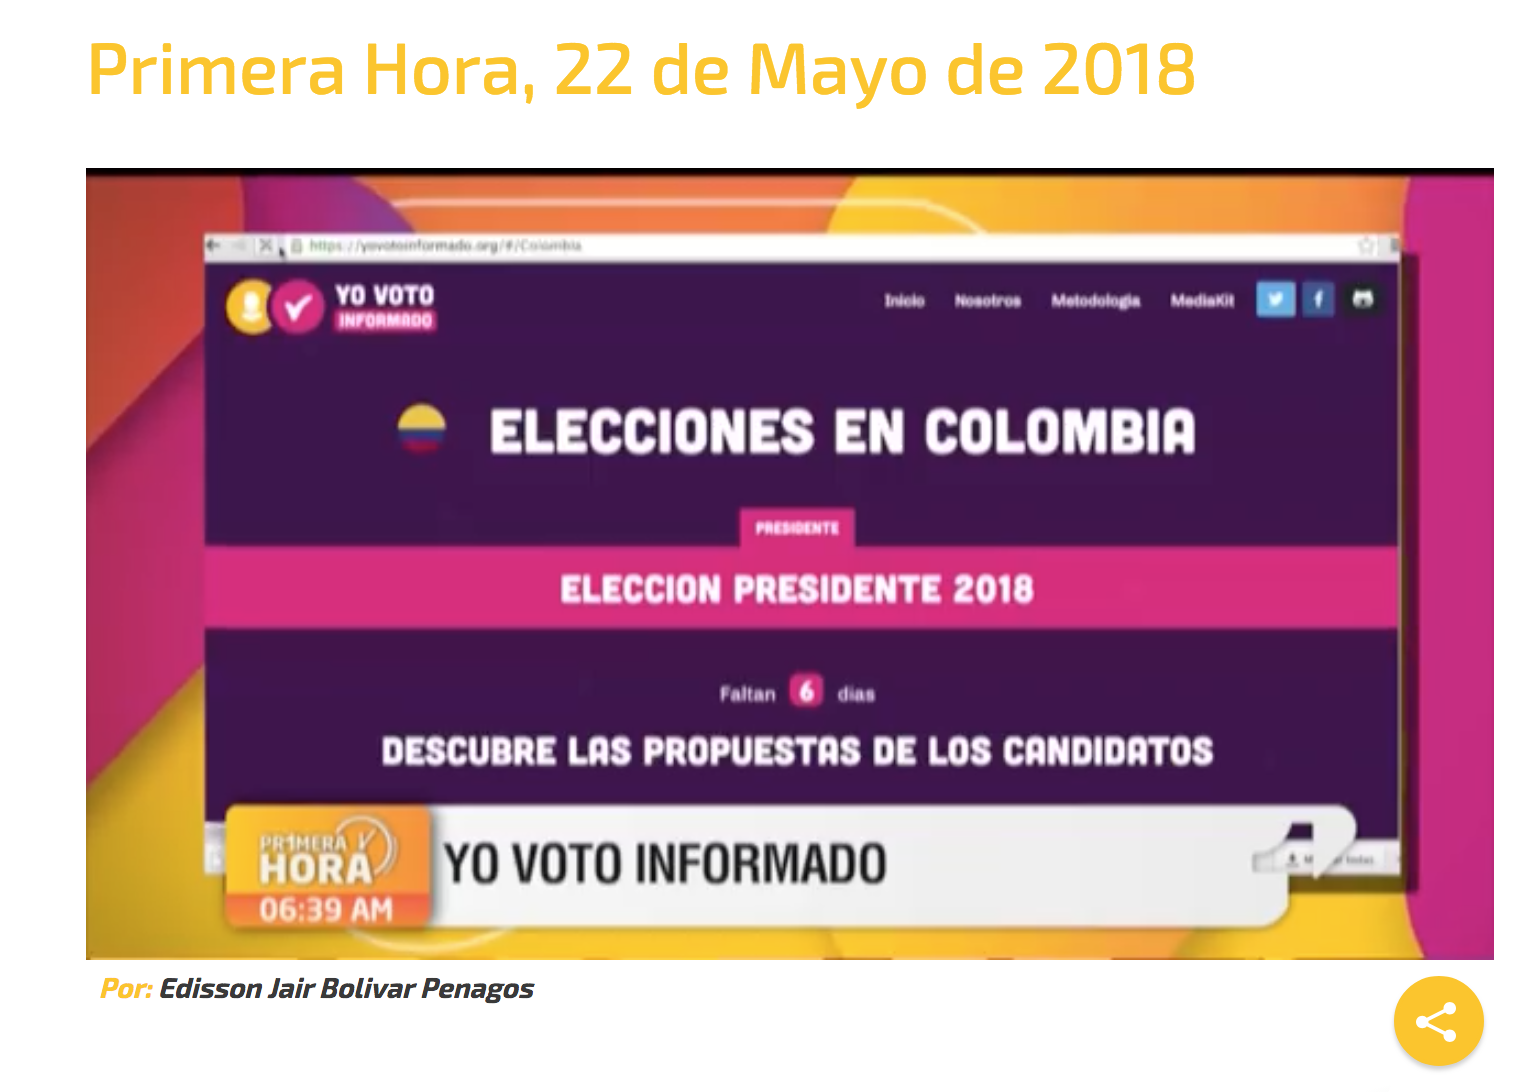 Primera Hora, 22 de Mayo de 2018
https://yovotoinformado.org/#/Colombia
YO VOTO
INFORMADO
Inicio Nosotros Metodologia MediaKit
ELECCIONES EN COLOMBIA
PRESIDENTE
ELECCION PRESIDENTE 2018
Faltan 6 dias
DESCUBRE LAS PROPUESTAS DE LOS CANDIDATOS
PR1MERA
HORA
06:39 AM
YO VOTO INFORMADO
Por: Edisson Jair Bolivar Penagos